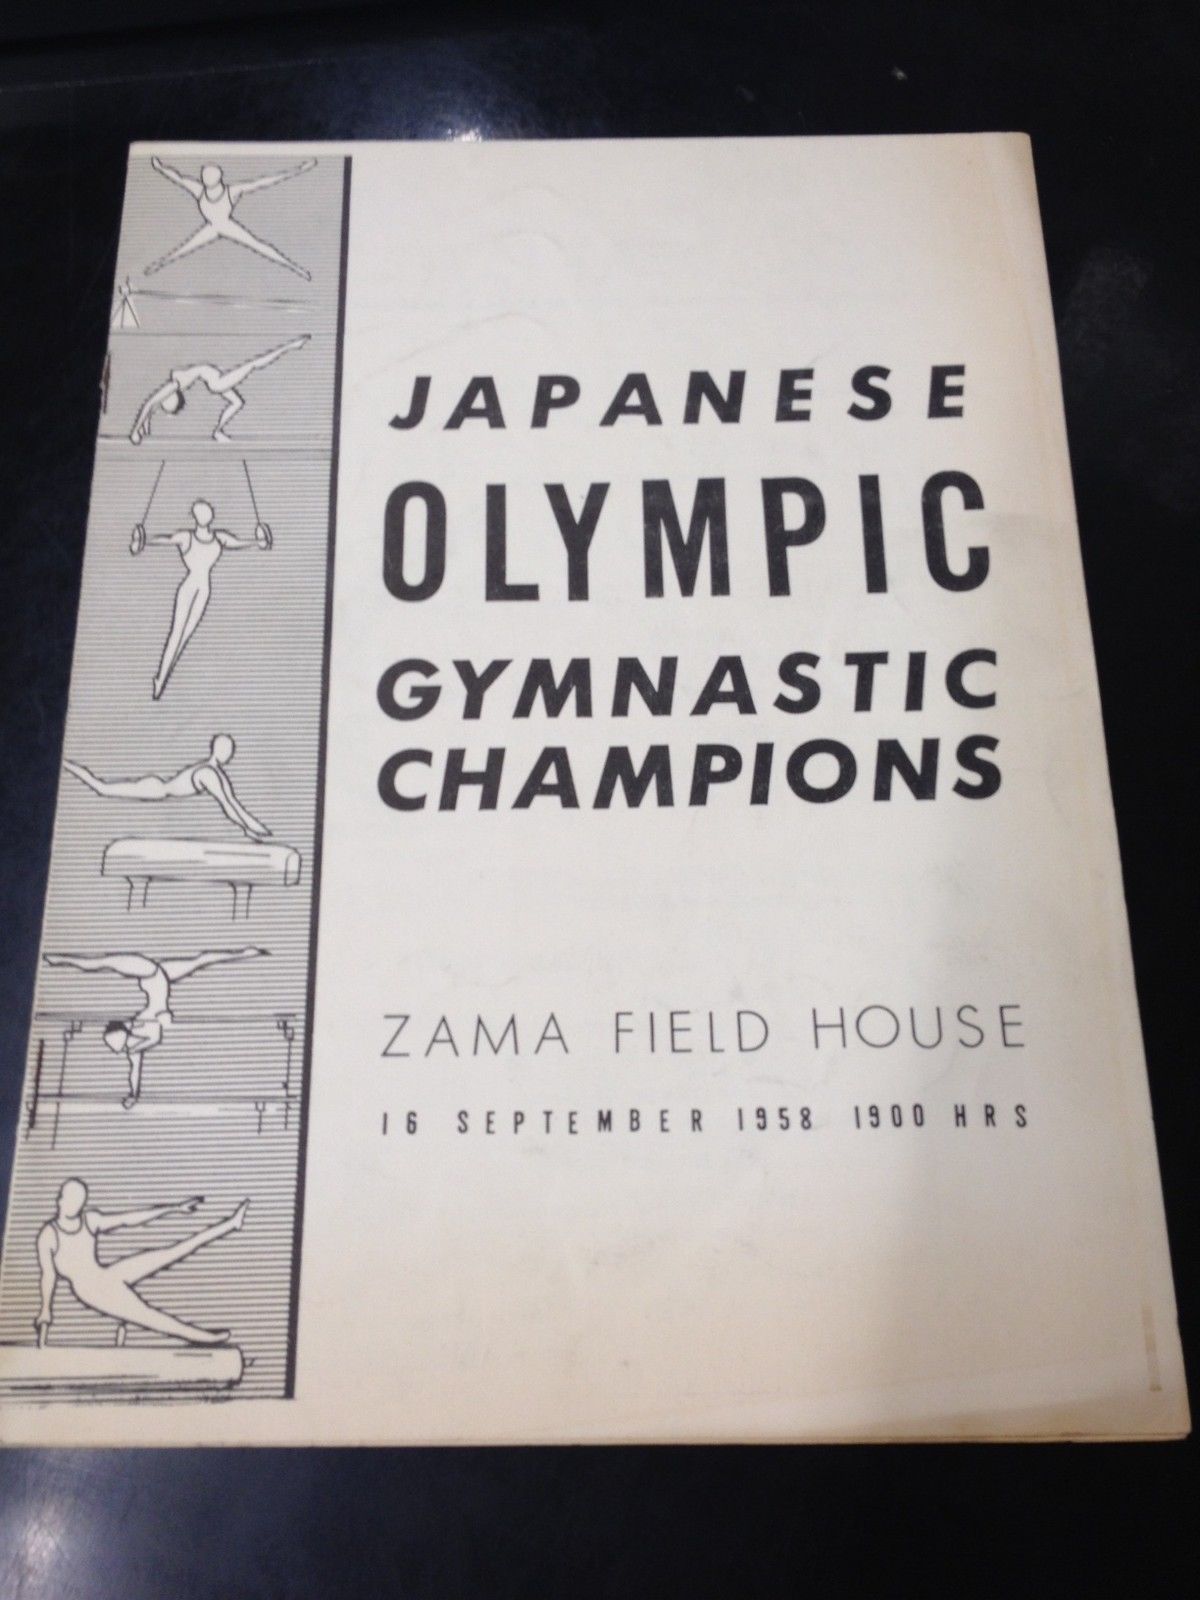 JAPANESE
OLYMPIC
GYMNASTIC
CHAMPIONS
ZAMA FIELD HOUSE
16 SEPTEMBER 1958 1900 HRS